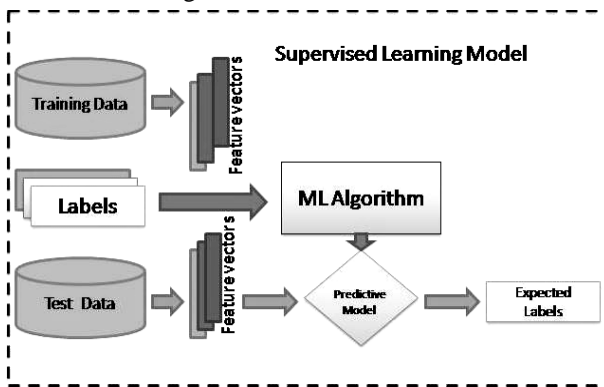 Supervised Learning Model
Training Data
Feature vectors
Labels
ML Algorithm
Test Data
Feature vectors
Predictive
Model
Expected
Labels